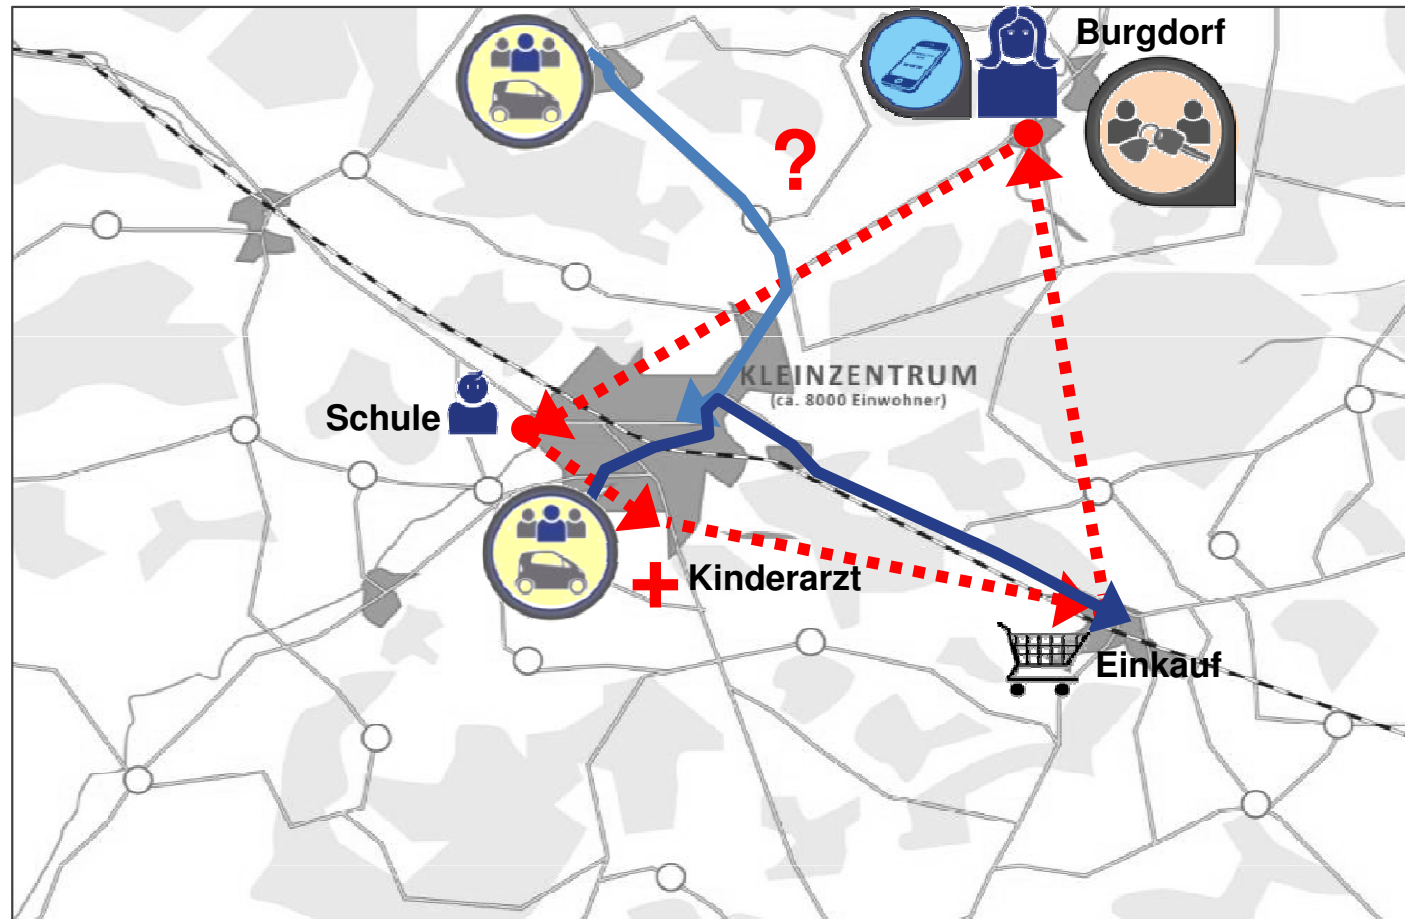 Burgdorf
?
KLEINZENTRUM
(ca. 8000 Einwohner)
Schule
Kinderarzt
Einkauf